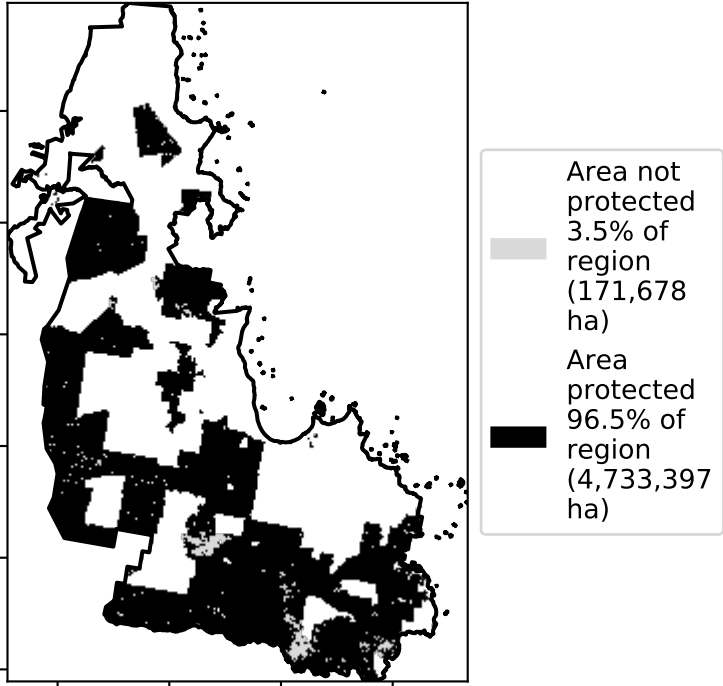 Area not
protected
3.5% of
region
(171,678
ha)
Area
protected
96.5% of
region
(4,733,397
ha)